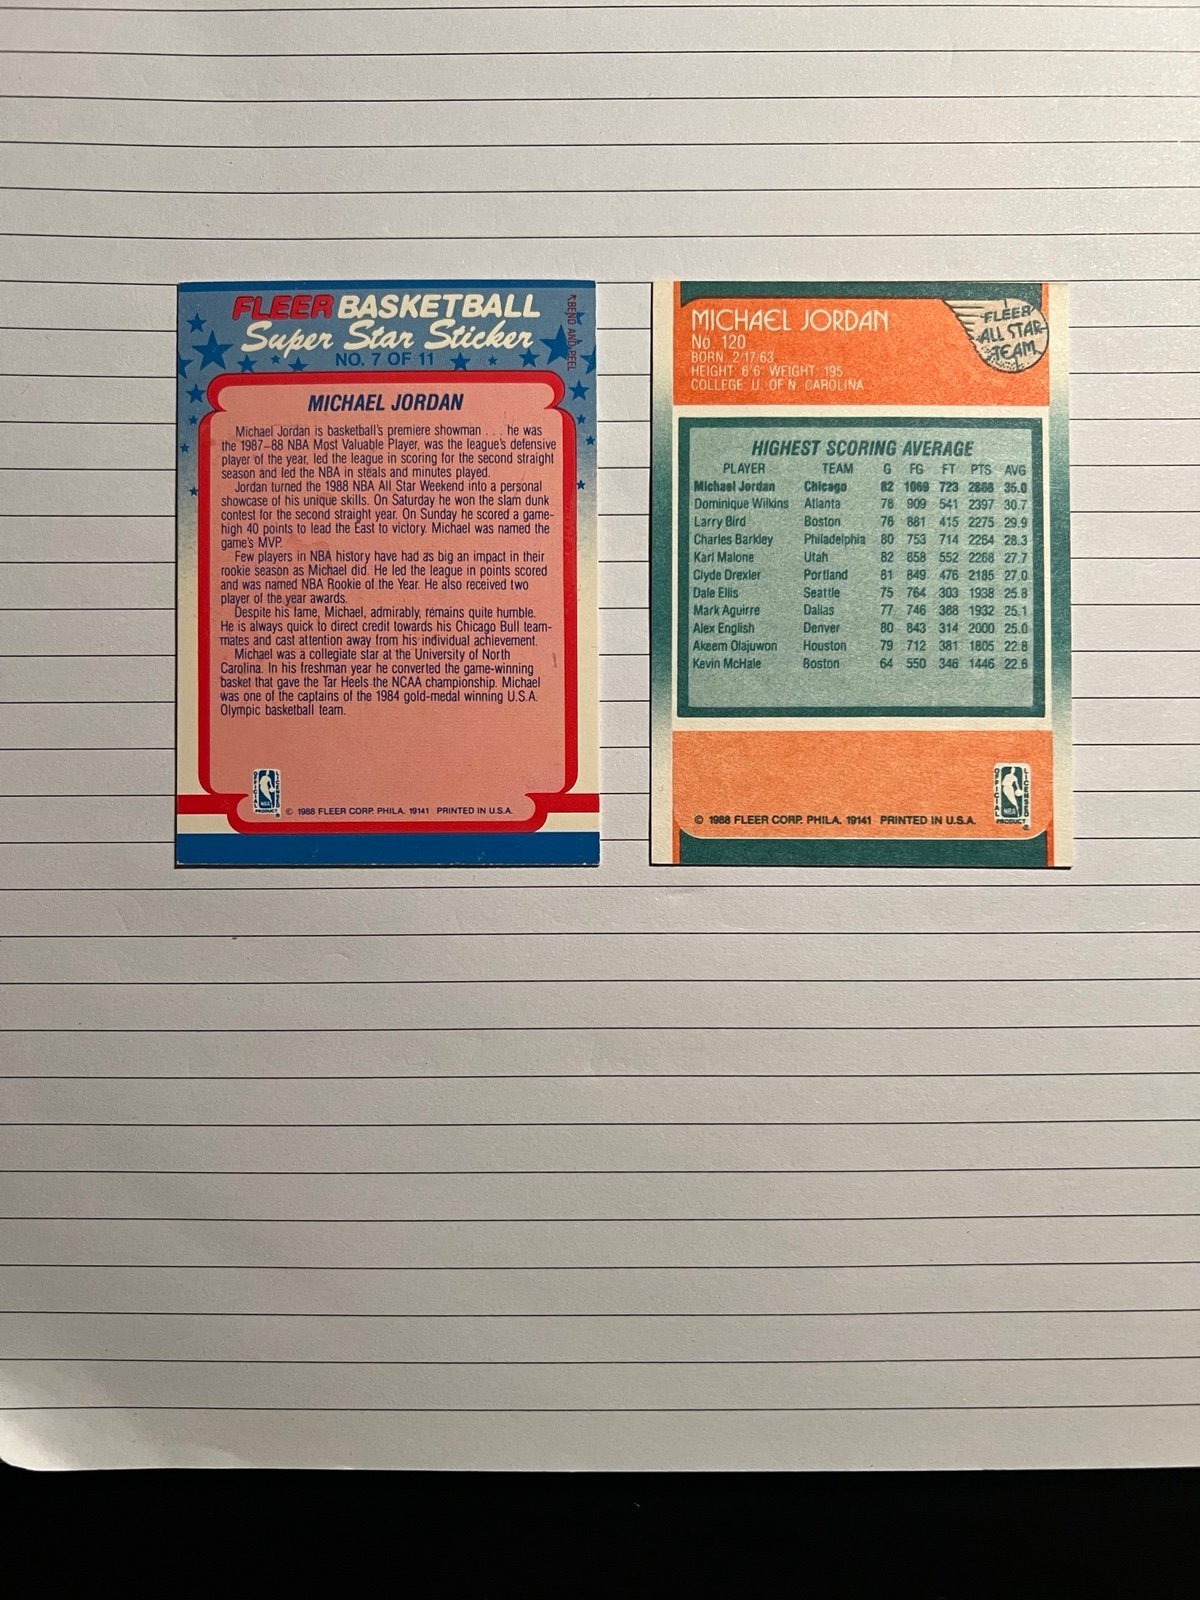 FLEER BASKETBALL
Super Star Sticker
NO. 7 OF 11
BEND AND PEEL
MICHAEL JORDAN
Michael Jordan is basketball's premiere showman . . . he was
the 1987–88 NBA Most Valuable Player, was the league's defensive
player of the year, led the league in scoring for the second straight
season and led the NBA in steals and minutes played.
Jordan turned the 1988 NBA All Star Weekend into a personal
showcase of his unique skills. On Saturday he won the slam dunk
contest for the second straight year. On Sunday he scored a game-
high 40 points to lead the East to victory. Michael was named the
game's MVP.
Few players in NBA history have had as big an impact in their
rookie season as Michael did. He led the league in points scored
and was named NBA Rookie of the Year. He also received two
player of the year awards.
Despite his fame, Michael, admirably, remains quite humble.
He is always quick to direct credit towards his Chicago Bull team-
mates and cast attention away from his individual achievement.
Michael was a collegiate star at the University of North
Carolina. In his freshman year he converted the game-winning
basket that gave the Tar Heels the NCAA championship. Michael
was one of the captains of the 1984 gold-medal winning U.S.A.
Olympic basketball team.
OFFICIAL LICENSED
NBA
PRODUCT
© 1988 FLEER CORP. PHILA. 19141 PRINTED IN U.S.A.
MICHAEL JORDAN
No. 120
BORN: 2/17/63
HEIGHT: 6'6" WEIGHT: 195
COLLEGE: U. OF N. CAROLINA
FLEER
ALL STAR
TEAM
HIGHEST SCORING AVERAGE
PLAYER TEAM G FG FT PTS AVG
Michael Jordan Chicago 82 1069 723 2868 35.0
Dominique Wilkins Atlanta 78 909 541 2397 30.7
Larry Bird Boston 76 881 415 2275 29.9
Charles Barkley Philadelphia 80 753 714 2264 28.3
Karl Malone Utah 82 858 552 2268 27.7
Clyde Drexler Portland 81 849 476 2185 27.0
Dale Ellis Seattle 75 764 303 1938 25.8
Mark Aguirre Dallas 77 746 388 1932 25.1
Alex English Denver 80 843 314 2000 25.0
Akeem Olajuwon Houston 79 712 381 1805 22.8
Kevin McHale Boston 64 550 346 1446 22.6
OFFICIAL LICENSED
NBA
PRODUCT
© 1988 FLEER CORP. PHILA. 19141 PRINTED IN U.S.A.